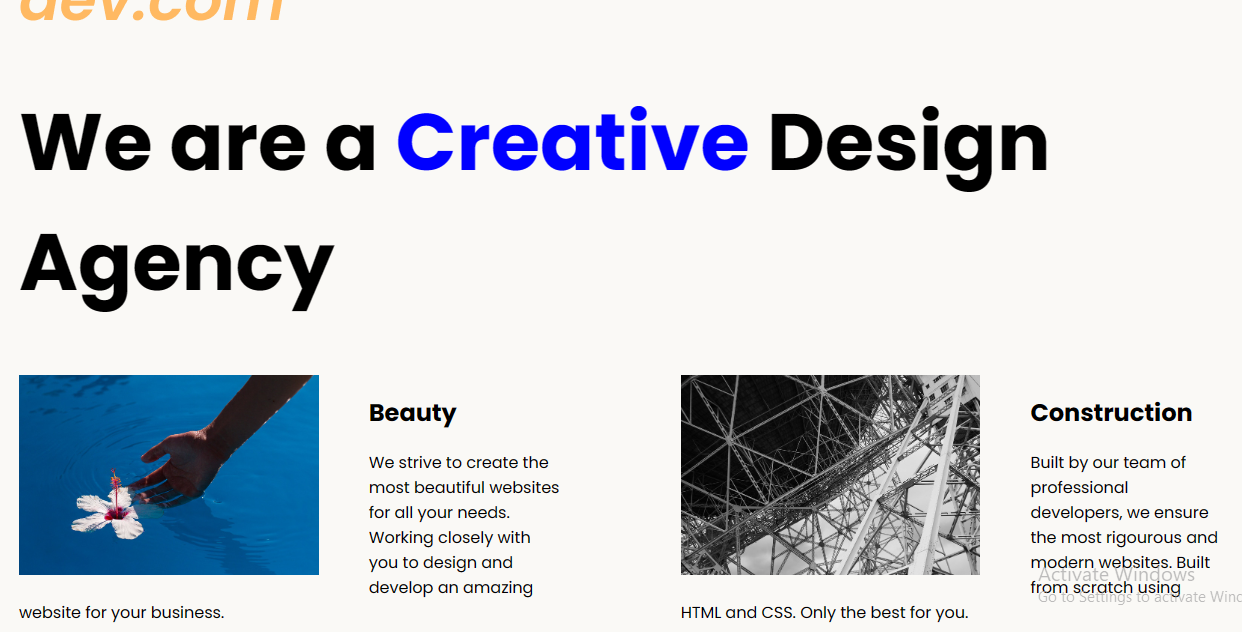 dev.com
We are a Creative Design
Agency
Beauty
We strive to create the
most beautiful websites
for all your needs.
Working closely with
you to design and
develop an amazing
website for your business.
Construction
Built by our team of
professional
developers, we ensure
the most rigourous and
modern websites. Built
from scratch using
HTML and CSS. Only the best for you.
Activate Windows
Go to Settings to activate Winc